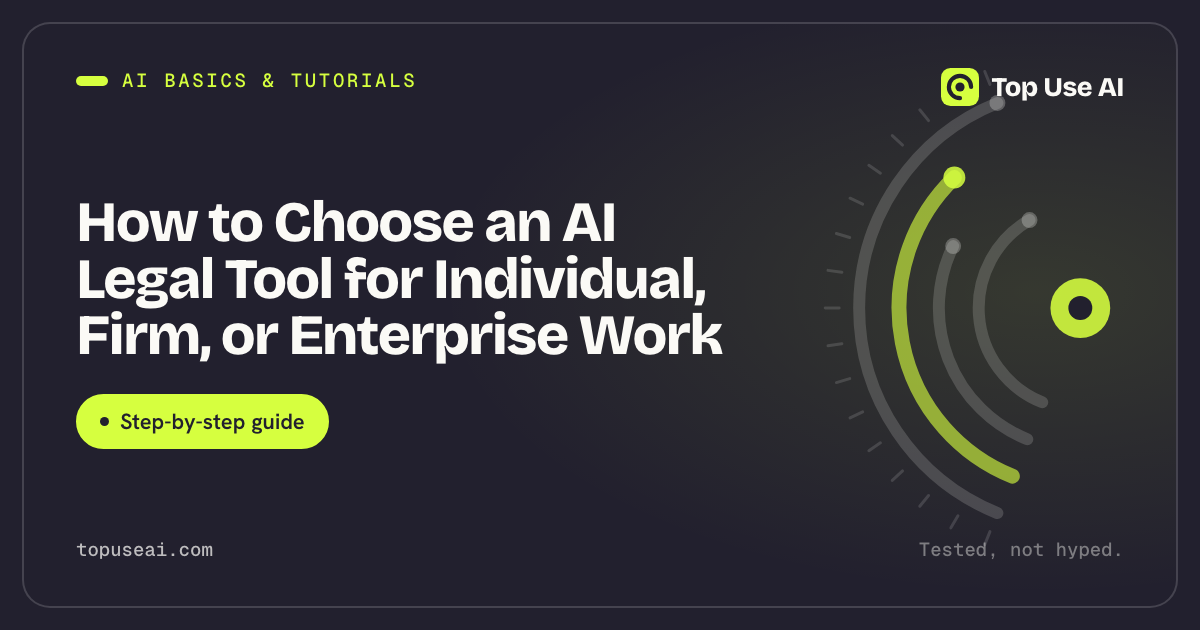 AI BASICS & TUTORIALS
Top Use AI
How to Choose an AI
Legal Tool for Individual,
Firm, or Enterprise Work
Step-by-step guide
topuseai.com
Tested, not hyped.